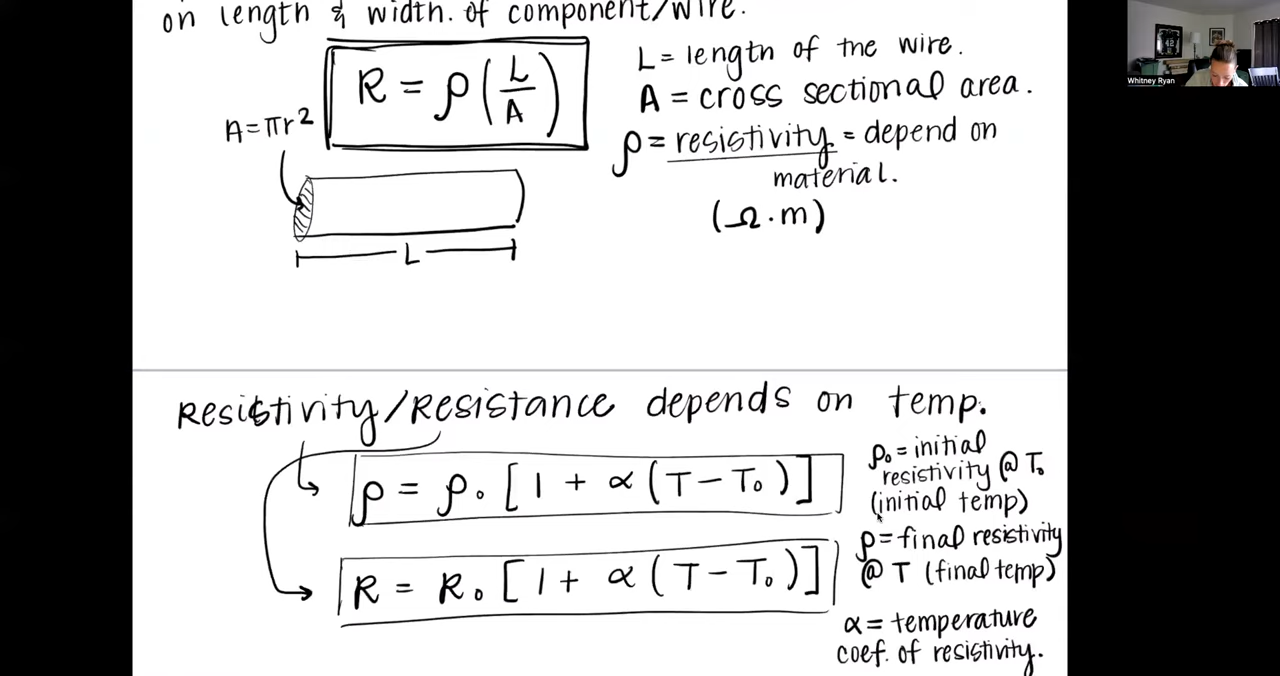 on length & width. of component/wire.
R = ρ (L/A)
L = length of the wire.
A = cross sectional area.
ρ = resistivity = depend on
material.
(Ω·m)
A = πr²
L
Resistivity/Resistance depends on temp.
ρ = ρ₀ [1 + α (T - T₀)]
R = R₀ [1 + α (T - T₀)]
ρ₀ = initial
resistivity @ T₀
(initial temp)
ρ = final resistivity
@ T (final temp)
α = temperature
coef. of resistivity.
Whitney Ryan
42